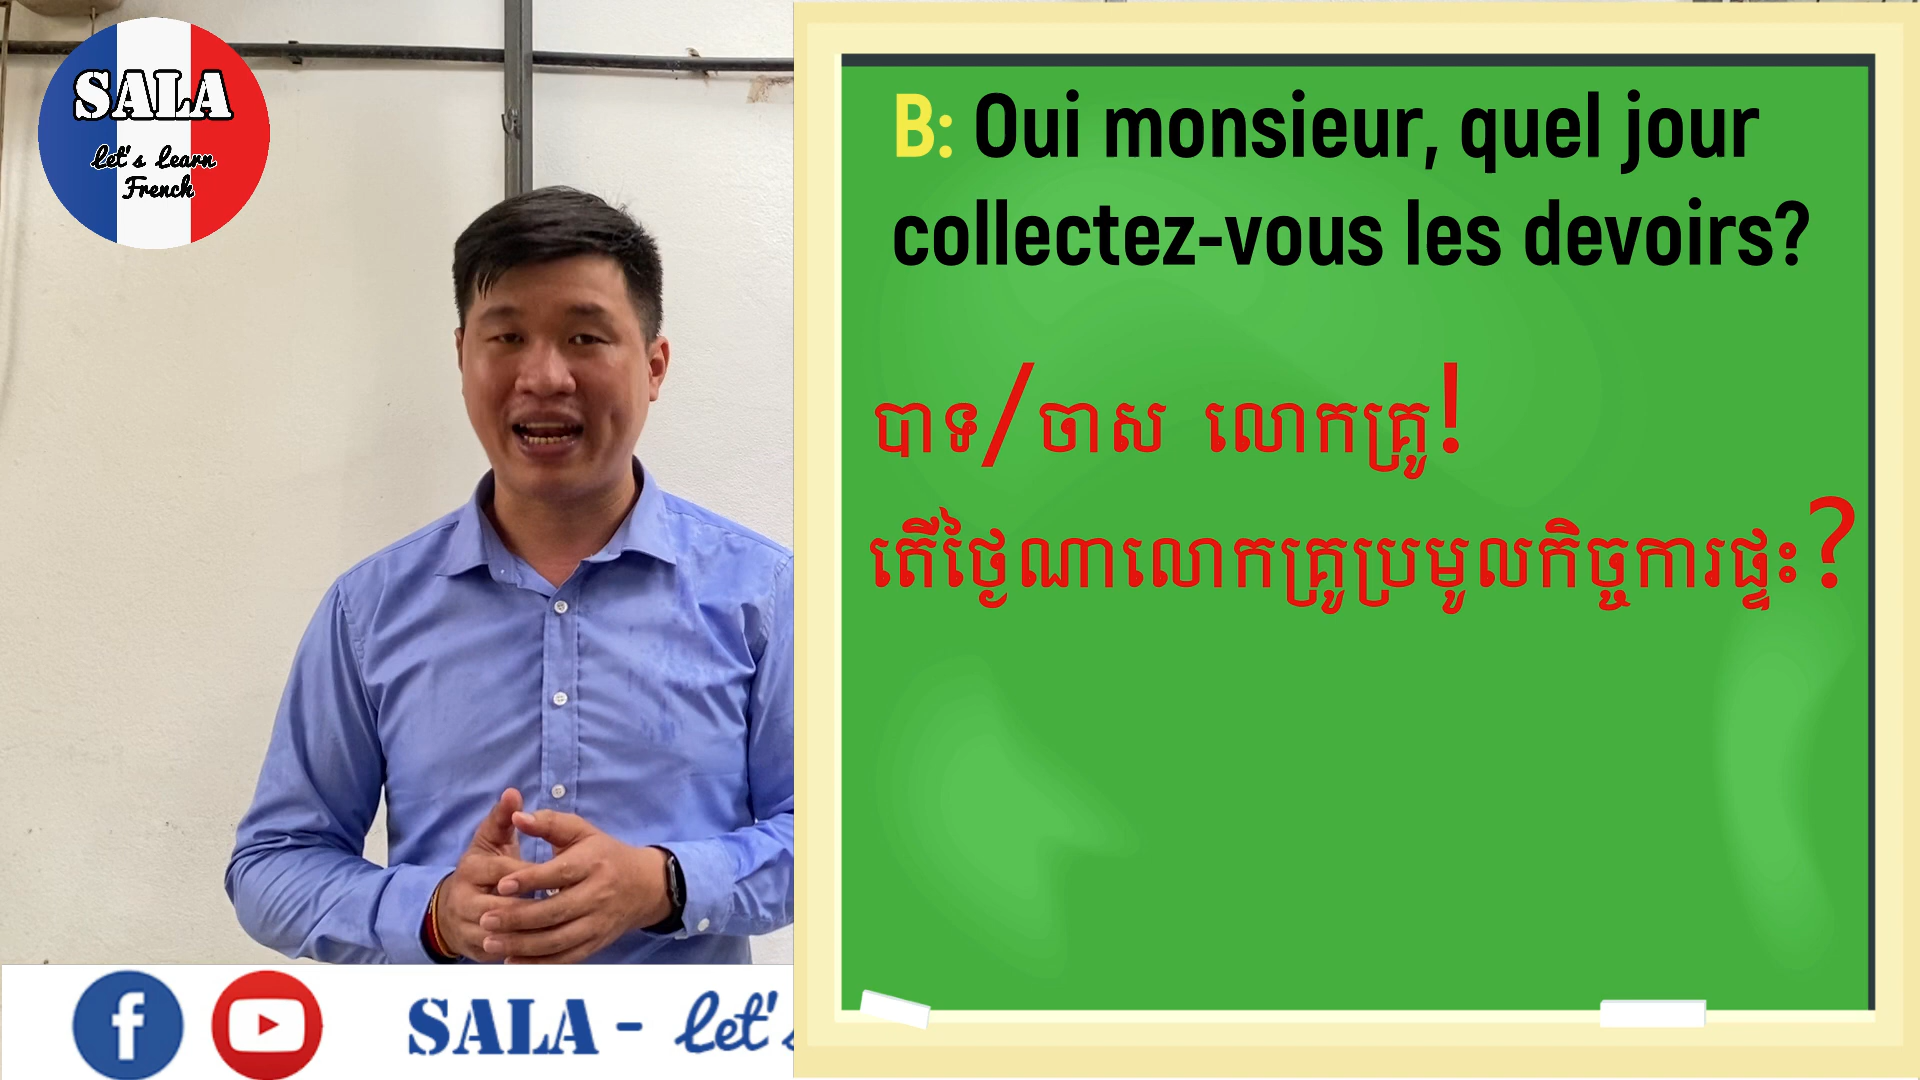 SALA
Let's Learn
French
B: Oui monsieur, quel jour
collectez-vous les devoirs?
បាទ/ចាស លោកគ្រូ!
តើថ្ងៃណាលោកគ្រូប្រមូលកិច្ចការផ្ទះ?
SALA - let's